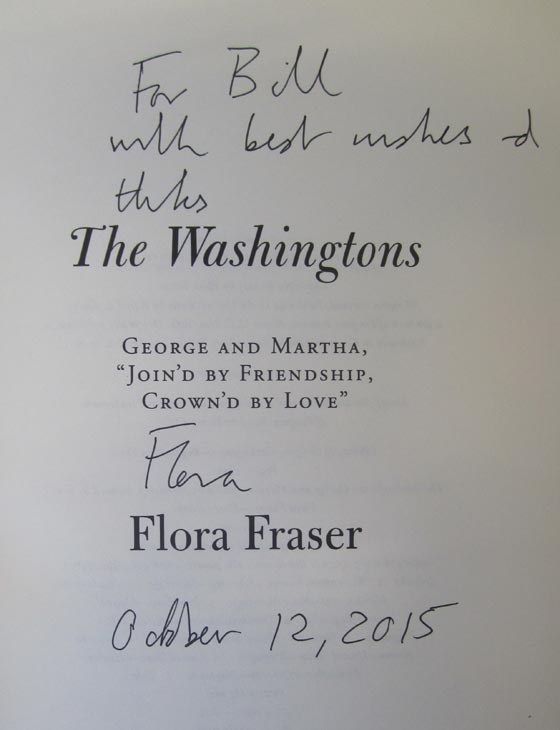 For Bill
with best wishes &
thks
The Washingtons
GEORGE AND MARTHA,
“JOIN’D BY FRIENDSHIP,
CROWN’D BY LOVE”
Flora
Flora Fraser
October 12, 2015